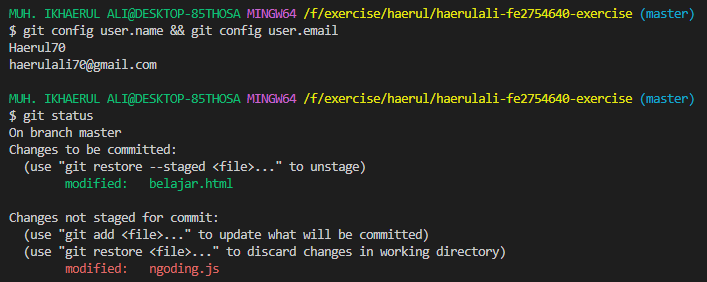 MUH. IKHAERUL ALI@DESKTOP-85THOSA MINGW64 /f/exercise/haerul/haerulali-fe2754640-exercise (master)
$ git config user.name && git config user.email
Haerul70
haerulali70@gmail.com
MUH. IKHAERUL ALI@DESKTOP-85THOSA MINGW64 /f/exercise/haerul/haerulali-fe2754640-exercise (master)
$ git status
On branch master
Changes to be committed:
  (use "git restore --staged <file>..." to unstage)
        modified:   belajar.html
Changes not staged for commit:
  (use "git add <file>..." to update what will be committed)
  (use "git restore <file>..." to discard changes in working directory)
        modified:   ngoding.js